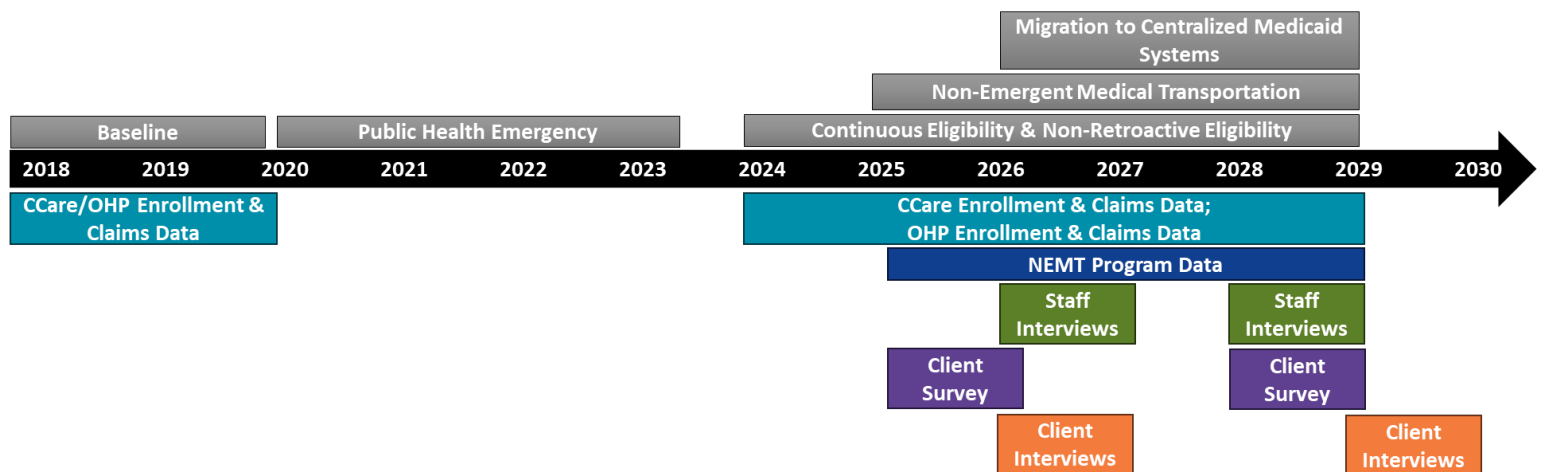 Migration to Centralized Medicaid
Systems
Non-Emergent Medical Transportation
Baseline
Public Health Emergency
Continuous Eligibility & Non-Retroactive Eligibility
2018 2019 2020 2021 2022 2023 2024 2025 2026 2027 2028 2029 2030
CCare/OHP Enrollment &
Claims Data
CCare Enrollment & Claims Data;
OHP Enrollment & Claims Data
NEMT Program Data
Staff
Interviews
Staff
Interviews
Client
Survey
Client
Survey
Client
Interviews
Client
Interviews